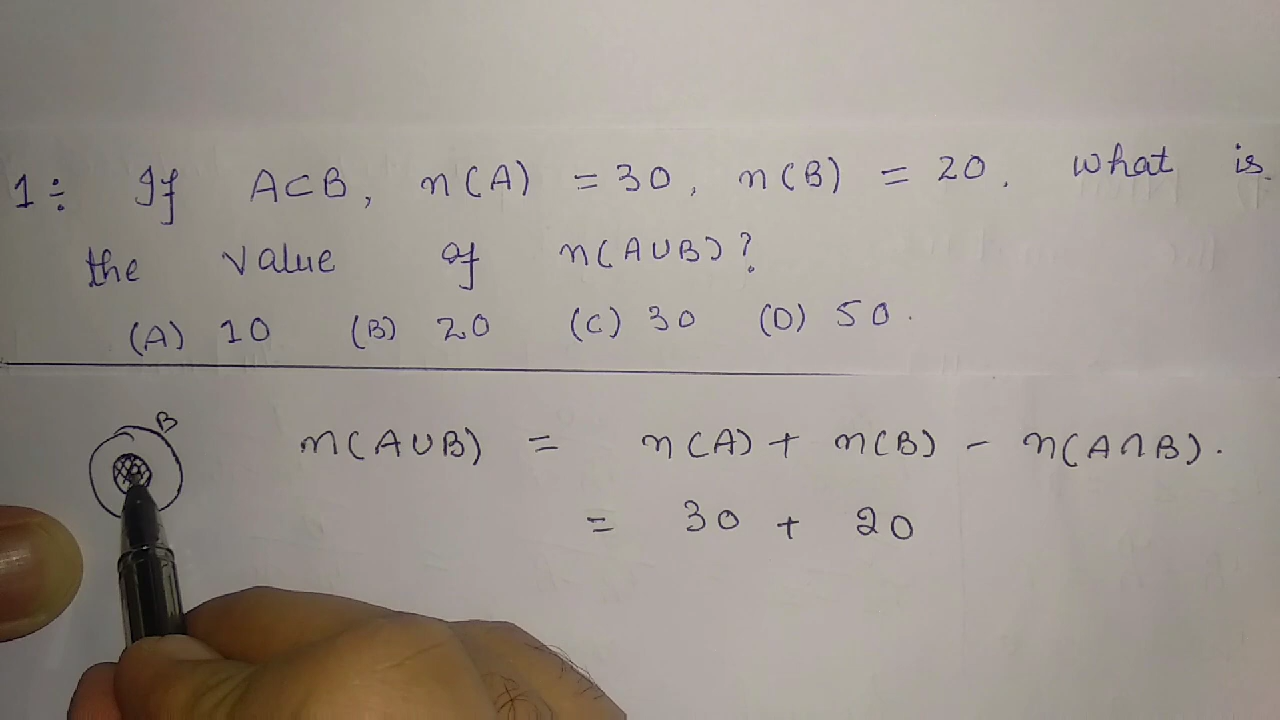 1÷ If A⊂B, n(A) = 30, n(B) = 20. what is
the value of n(A∪B)?
(A) 10 (B) 20 (C) 30 (D) 50.
B
n(A∪B) = n(A) + n(B) - n(A∩B).
= 30 + 20